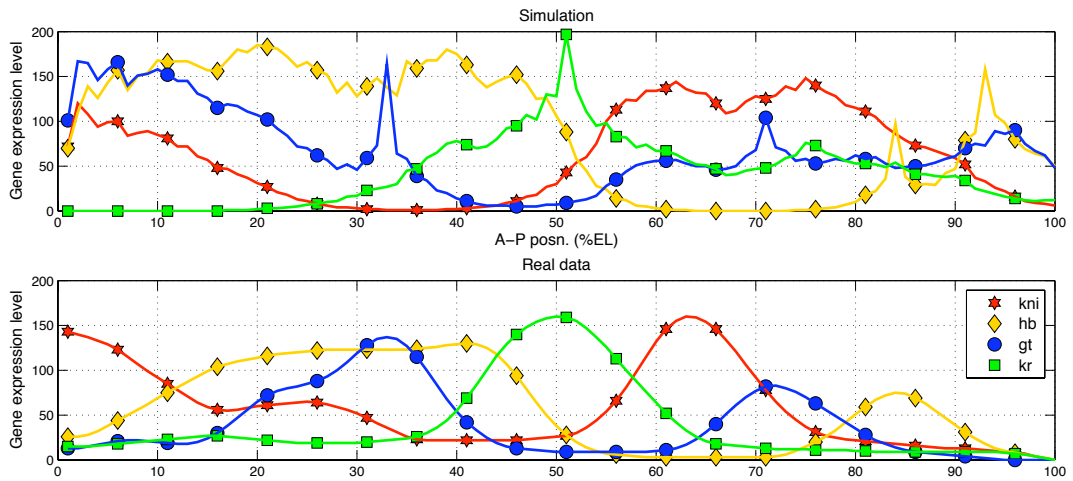 Simulation
Gene expression level
200
150
100
50
0
0 10 20 30 40 50 60 70 80 90 100
A−P posn. (%EL)
Real data
Gene expression level
200
150
100
50
0
0 10 20 30 40 50 60 70 80 90 100
kni
hb
gt
kr